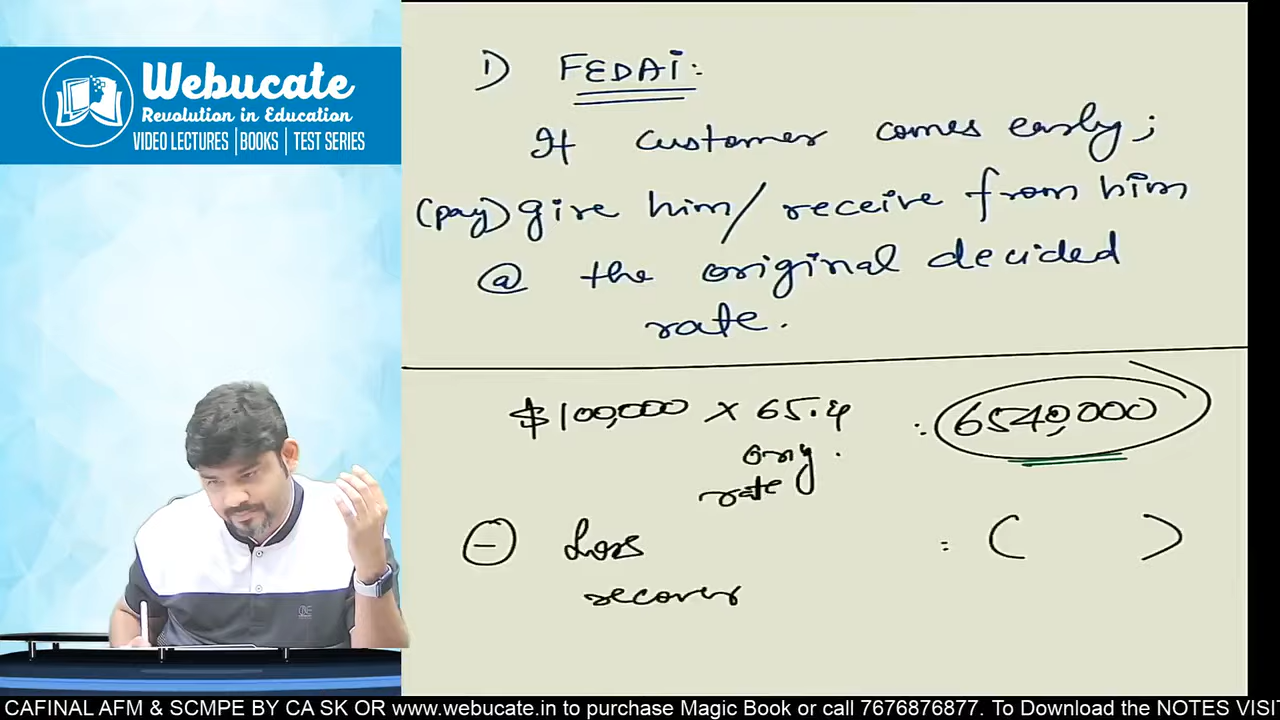 Webucate
Revolution in Education
VIDEO LECTURES | BOOKS | TEST SERIES
1) FEDAI:
If customer comes early;
(pay) give him/ receive from him
@ the original decided
rate.
$100,000 x 65.4 : 6540,000
orig.
rate
(-) Loss = ( )
recover
CAFINAL AFM & SCMPE BY CA SK OR www.webucate.in to purchase Magic Book or call 7676876877. To Download the NOTES VISI